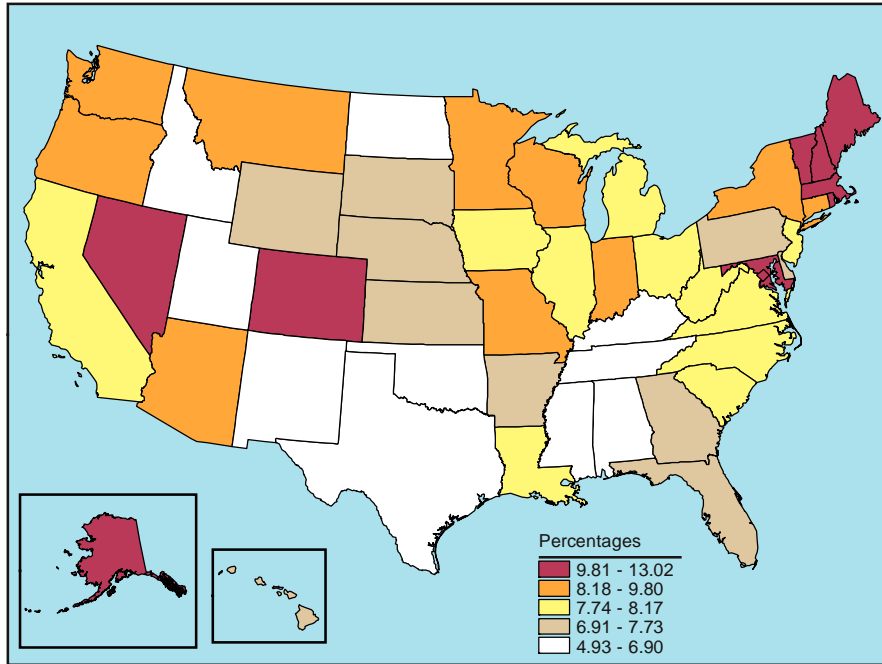 Percentages
9.81 - 13.02
8.18 - 9.80
7.74 - 8.17
6.91 - 7.73
4.93 - 6.90